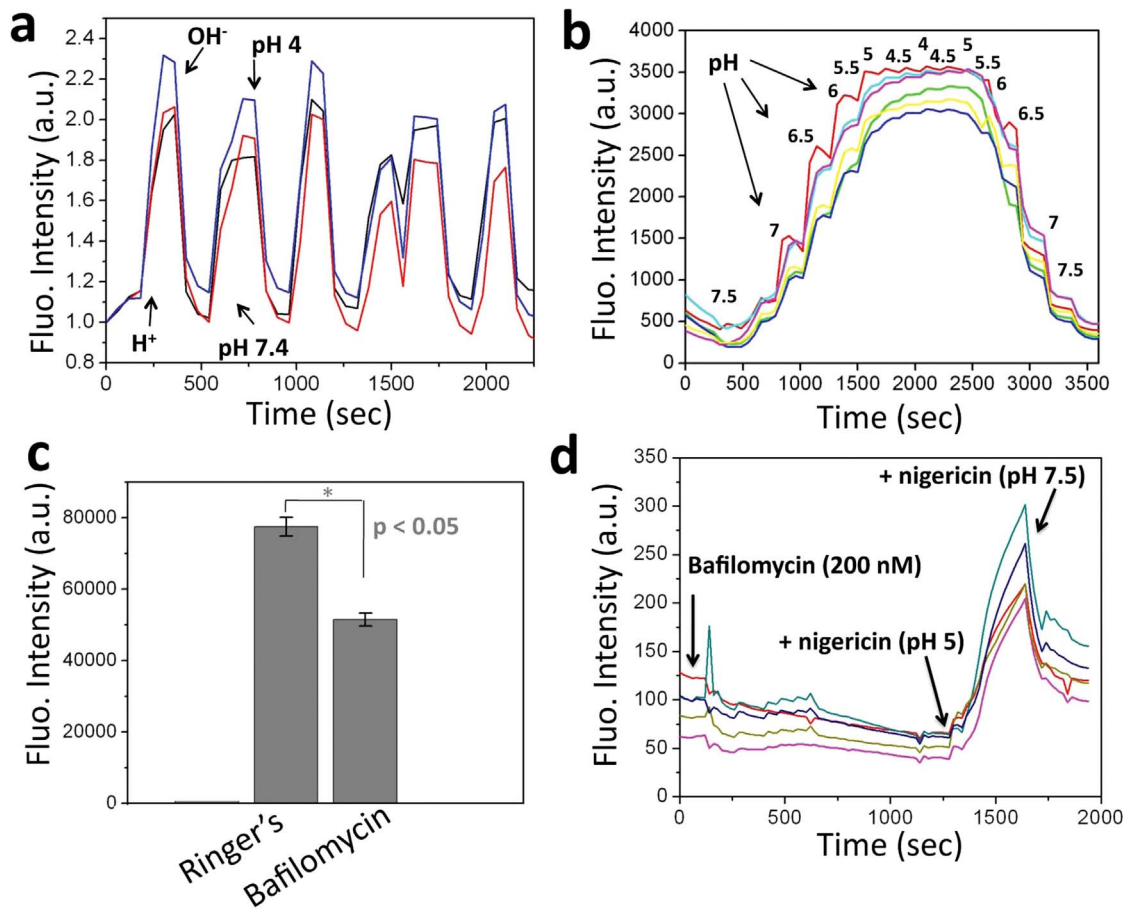 a
2.4
2.2
2.0
1.8
1.6
1.4
1.2
1.0
0.8
Fluo. Intensity (a.u.)
OH-
pH 4
H+
pH 7.4
0 500 1000 1500 2000
Time (sec)
b
4000
3500
3000
2500
2000
1500
1000
500
0
Fluo. Intensity (a.u.)
pH
7.5
7
6.5
6
5.5
5
4.5
4
4.5
5
5.5
6
6.5
7
7.5
0 500 1000 1500 2000 2500 3000 3500
Time (sec)
c
80000
60000
40000
20000
0
Fluo. Intensity (a.u.)
*
p < 0.05
Ringer's
Bafilomycin
d
350
300
250
200
150
100
50
0
Fluo. Intensity (a.u.)
+ nigericin (pH 7.5)
Bafilomycin (200 nM)
+ nigericin (pH 5)
0 500 1000 1500 2000
Time (sec)